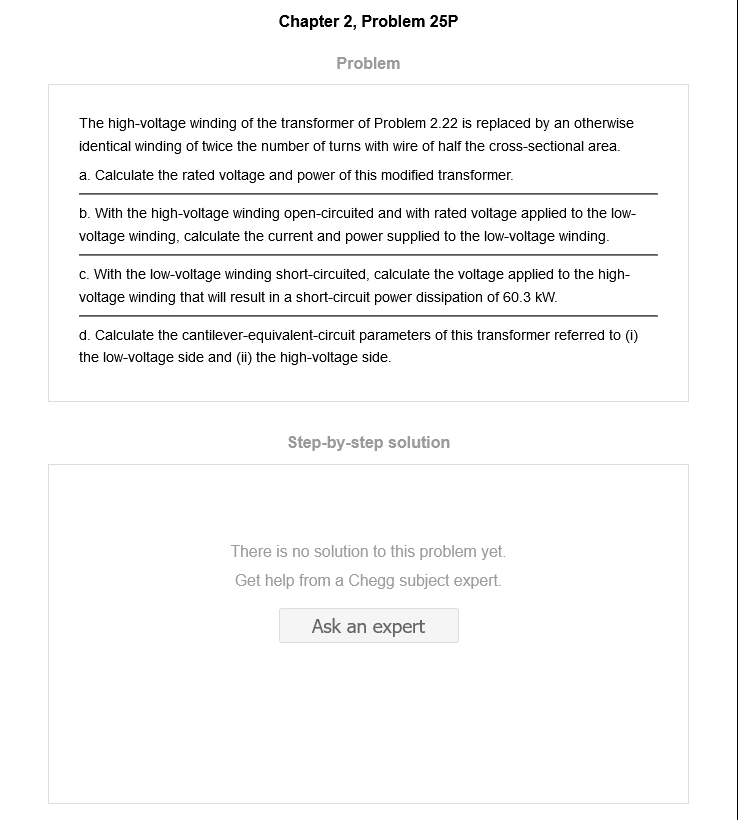 Chapter 2, Problem 25P
Problem
The high-voltage winding of the transformer of Problem 2.22 is replaced by an otherwise
identical winding of twice the number of turns with wire of half the cross-sectional area.
a. Calculate the rated voltage and power of this modified transformer.
b. With the high-voltage winding open-circuited and with rated voltage applied to the low-
voltage winding, calculate the current and power supplied to the low-voltage winding.
c. With the low-voltage winding short-circuited, calculate the voltage applied to the high-
voltage winding that will result in a short-circuit power dissipation of 60.3 kW.
d. Calculate the cantilever-equivalent-circuit parameters of this transformer referred to (i)
the low-voltage side and (ii) the high-voltage side.
Step-by-step solution
There is no solution to this problem yet.
Get help from a Chegg subject expert.
Ask an expert